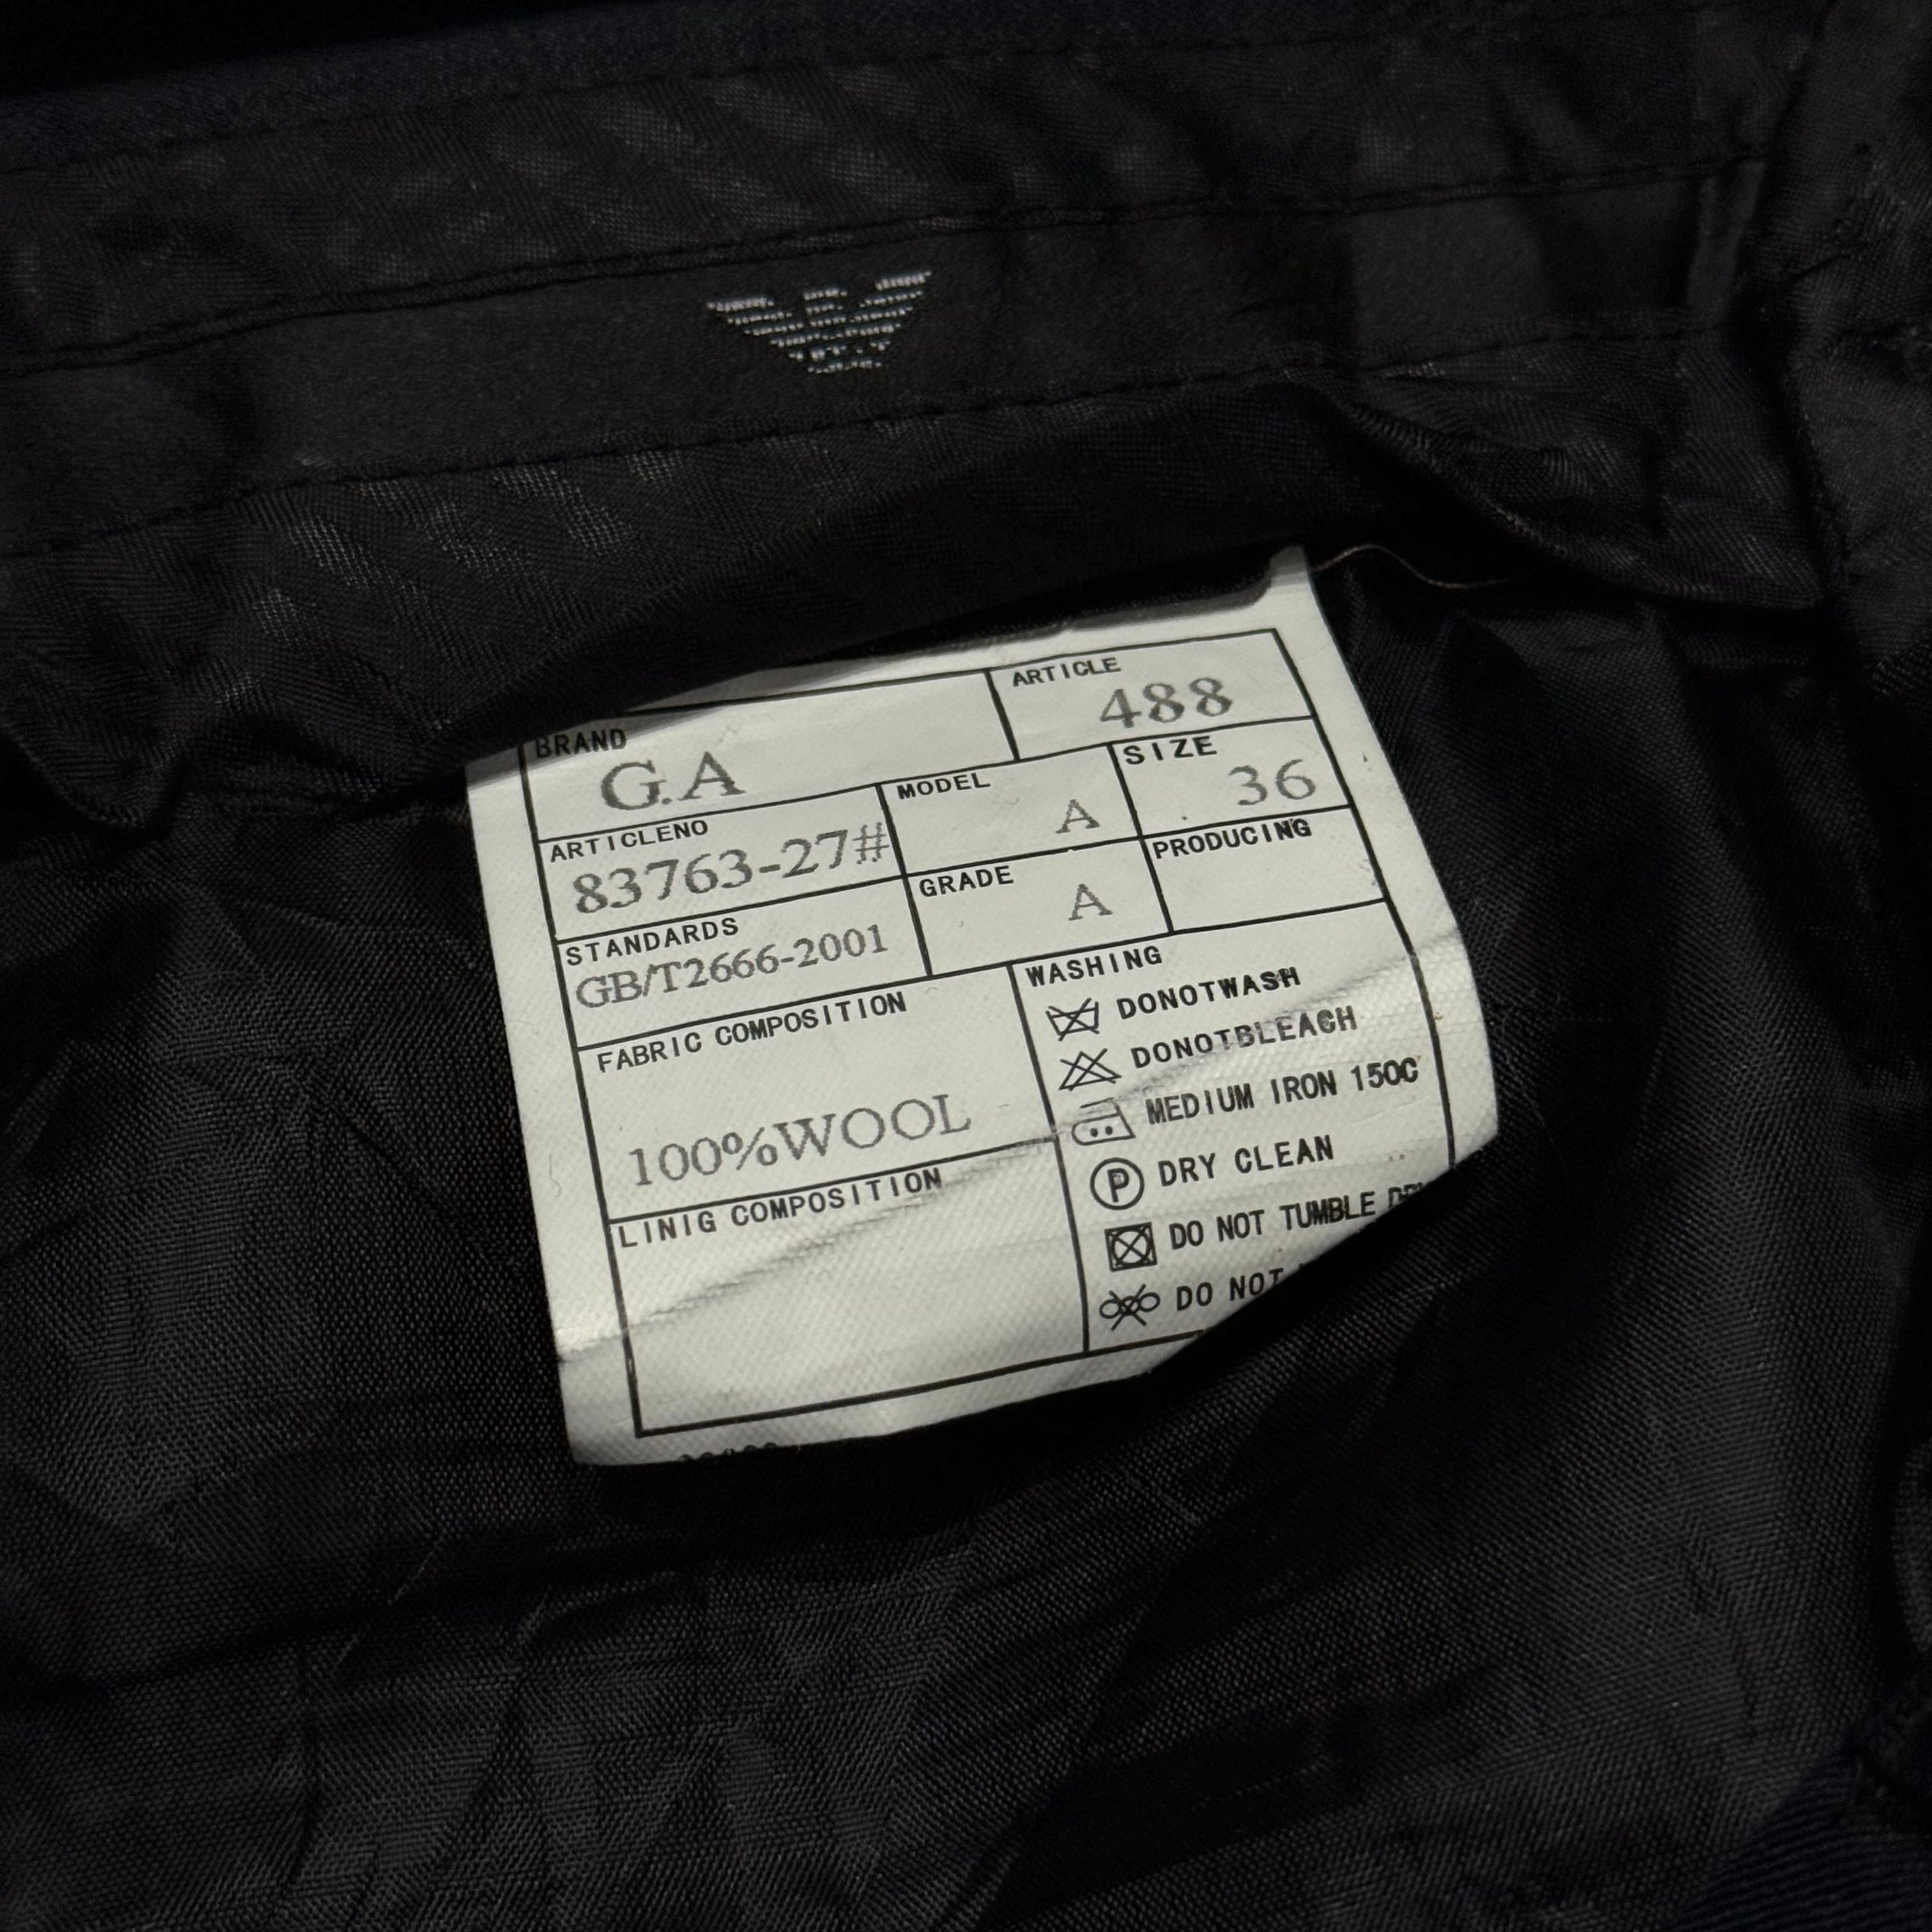 BRAND
G.A
ARTICLE
488
ARTICLENO
83763-27#
MODEL
A
SIZE
36
STANDARDS
GB/T2666-2001
GRADE
A
PRODUCING
FABRIC COMPOSITION
100%WOOL
LINIG COMPOSITION
WASHING
DONOTWASH
DONOTBLEACH
MEDIUM IRON 150C
P DRY CLEAN
DO NOT TUMBLE
DO NOT